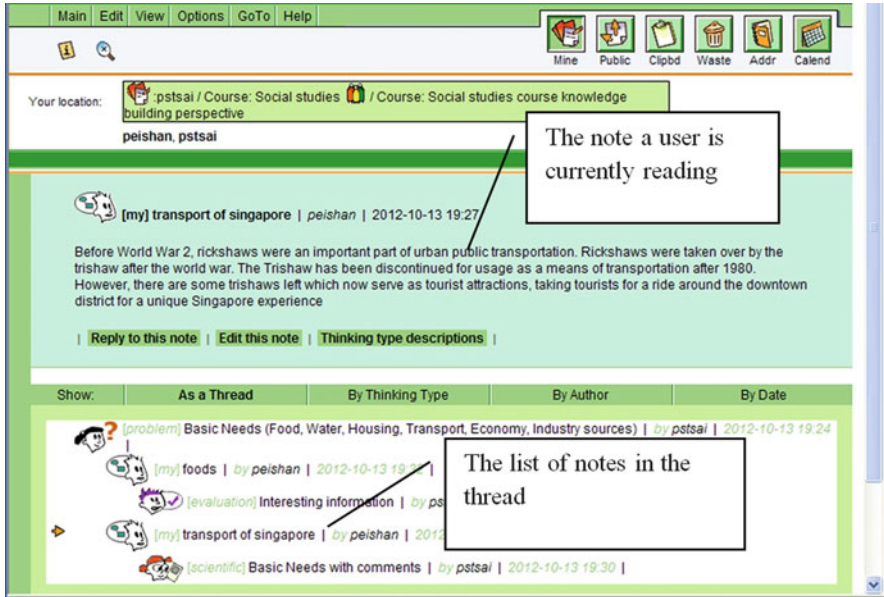 Main Edit View Options GoTo Help
Mine Public Clipbd Waste Addr Calend
Your location:
:pstsai / Course: Social studies / Course: Social studies course knowledge
building perspective
peishan, pstsai
The note a user is
currently reading
[my] transport of singapore | peishan | 2012-10-13 19:27
Before World War 2, rickshaws were an important part of urban public transportation. Rickshaws were taken over by the
trishaw after the world war. The Trishaw has been discontinued for usage as a means of transportation after 1980.
However, there are some trishaws left which now serve as tourist attractions, taking tourists for a ride around the downtown
district for a unique Singapore experience
| Reply to this note | Edit this note | Thinking type descriptions |
Show: As a Thread By Thinking Type By Author By Date
[problem] Basic Needs (Food, Water, Housing, Transport, Economy, Industry sources) | by pstsai | 2012-10-13 19:24
|
[my] foods | by peishan | 2012-10-13 |
The list of notes in the
thread
[evaluation] Interesting information | by
[my] transport of singapore | by peishan |
[scientific] Basic Needs with comments | by pstsai | 2012-10-13 19:30 |